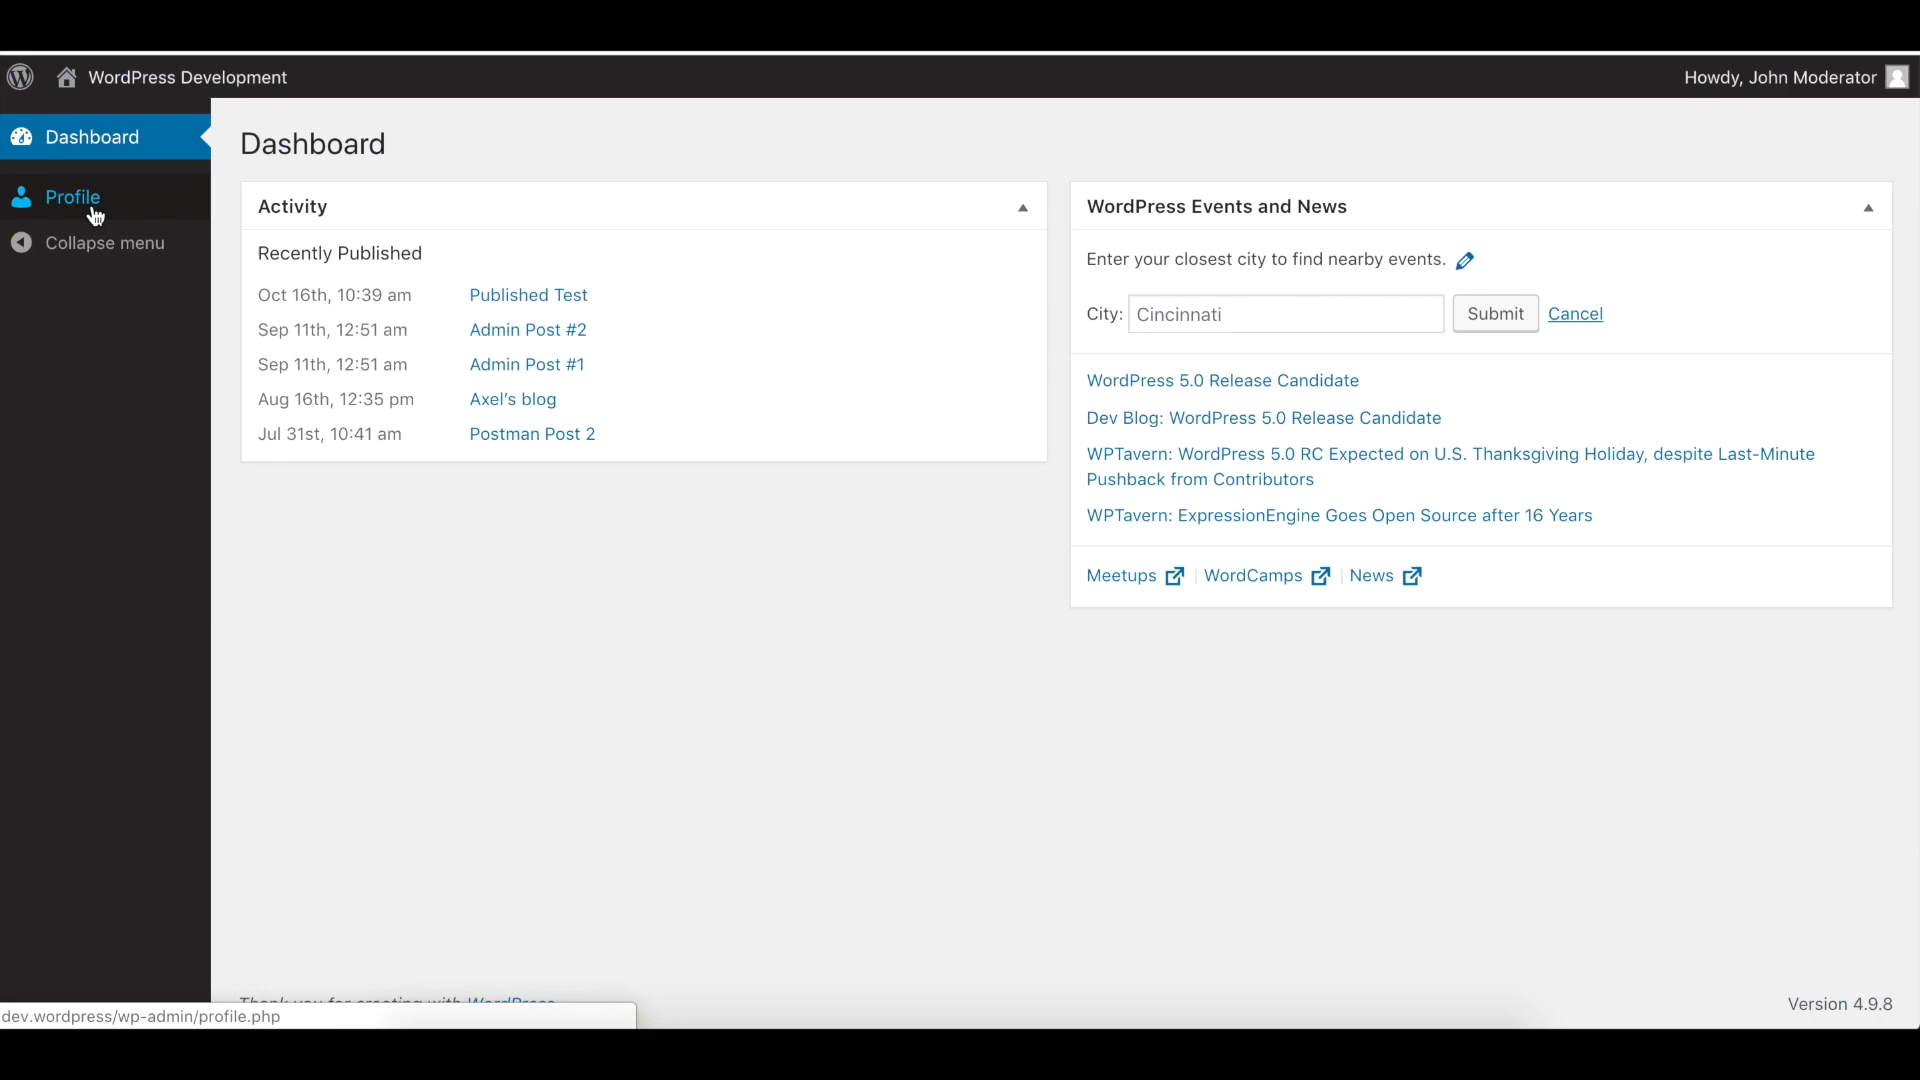 WordPress Development
Howdy, John Moderator
Dashboard
Profile
Collapse menu
Dashboard
Activity
Recently Published
Oct 16th, 10:39 am Published Test
Sep 11th, 12:51 am Admin Post #2
Sep 11th, 12:51 am Admin Post #1
Aug 16th, 12:35 pm Axel's blog
Jul 31st, 10:41 am Postman Post 2
WordPress Events and News
Enter your closest city to find nearby events.
City: Cincinnati Submit Cancel
WordPress 5.0 Release Candidate
Dev Blog: WordPress 5.0 Release Candidate
WPTavern: WordPress 5.0 RC Expected on U.S. Thanksgiving Holiday, despite Last-Minute
Pushback from Contributors
WPTavern: ExpressionEngine Goes Open Source after 16 Years
Meetups | WordCamps | News
Thank you for creating with WordPress
Version 4.9.8
dev.wordpress/wp-admin/profile.php